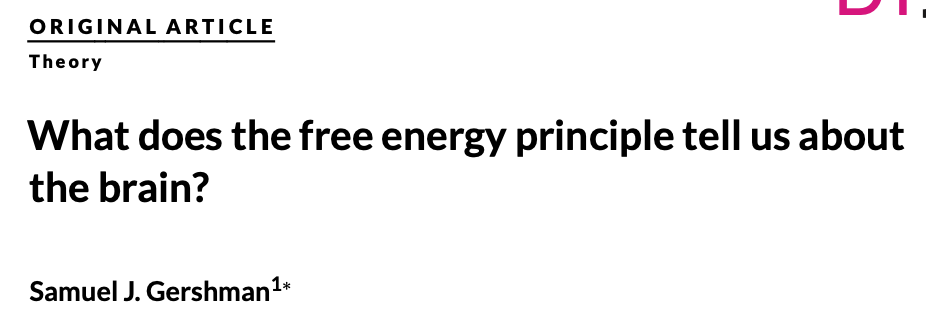 ORIGINAL ARTICLE
Theory
What does the free energy principle tell us about
the brain?
Samuel J. Gershman1*